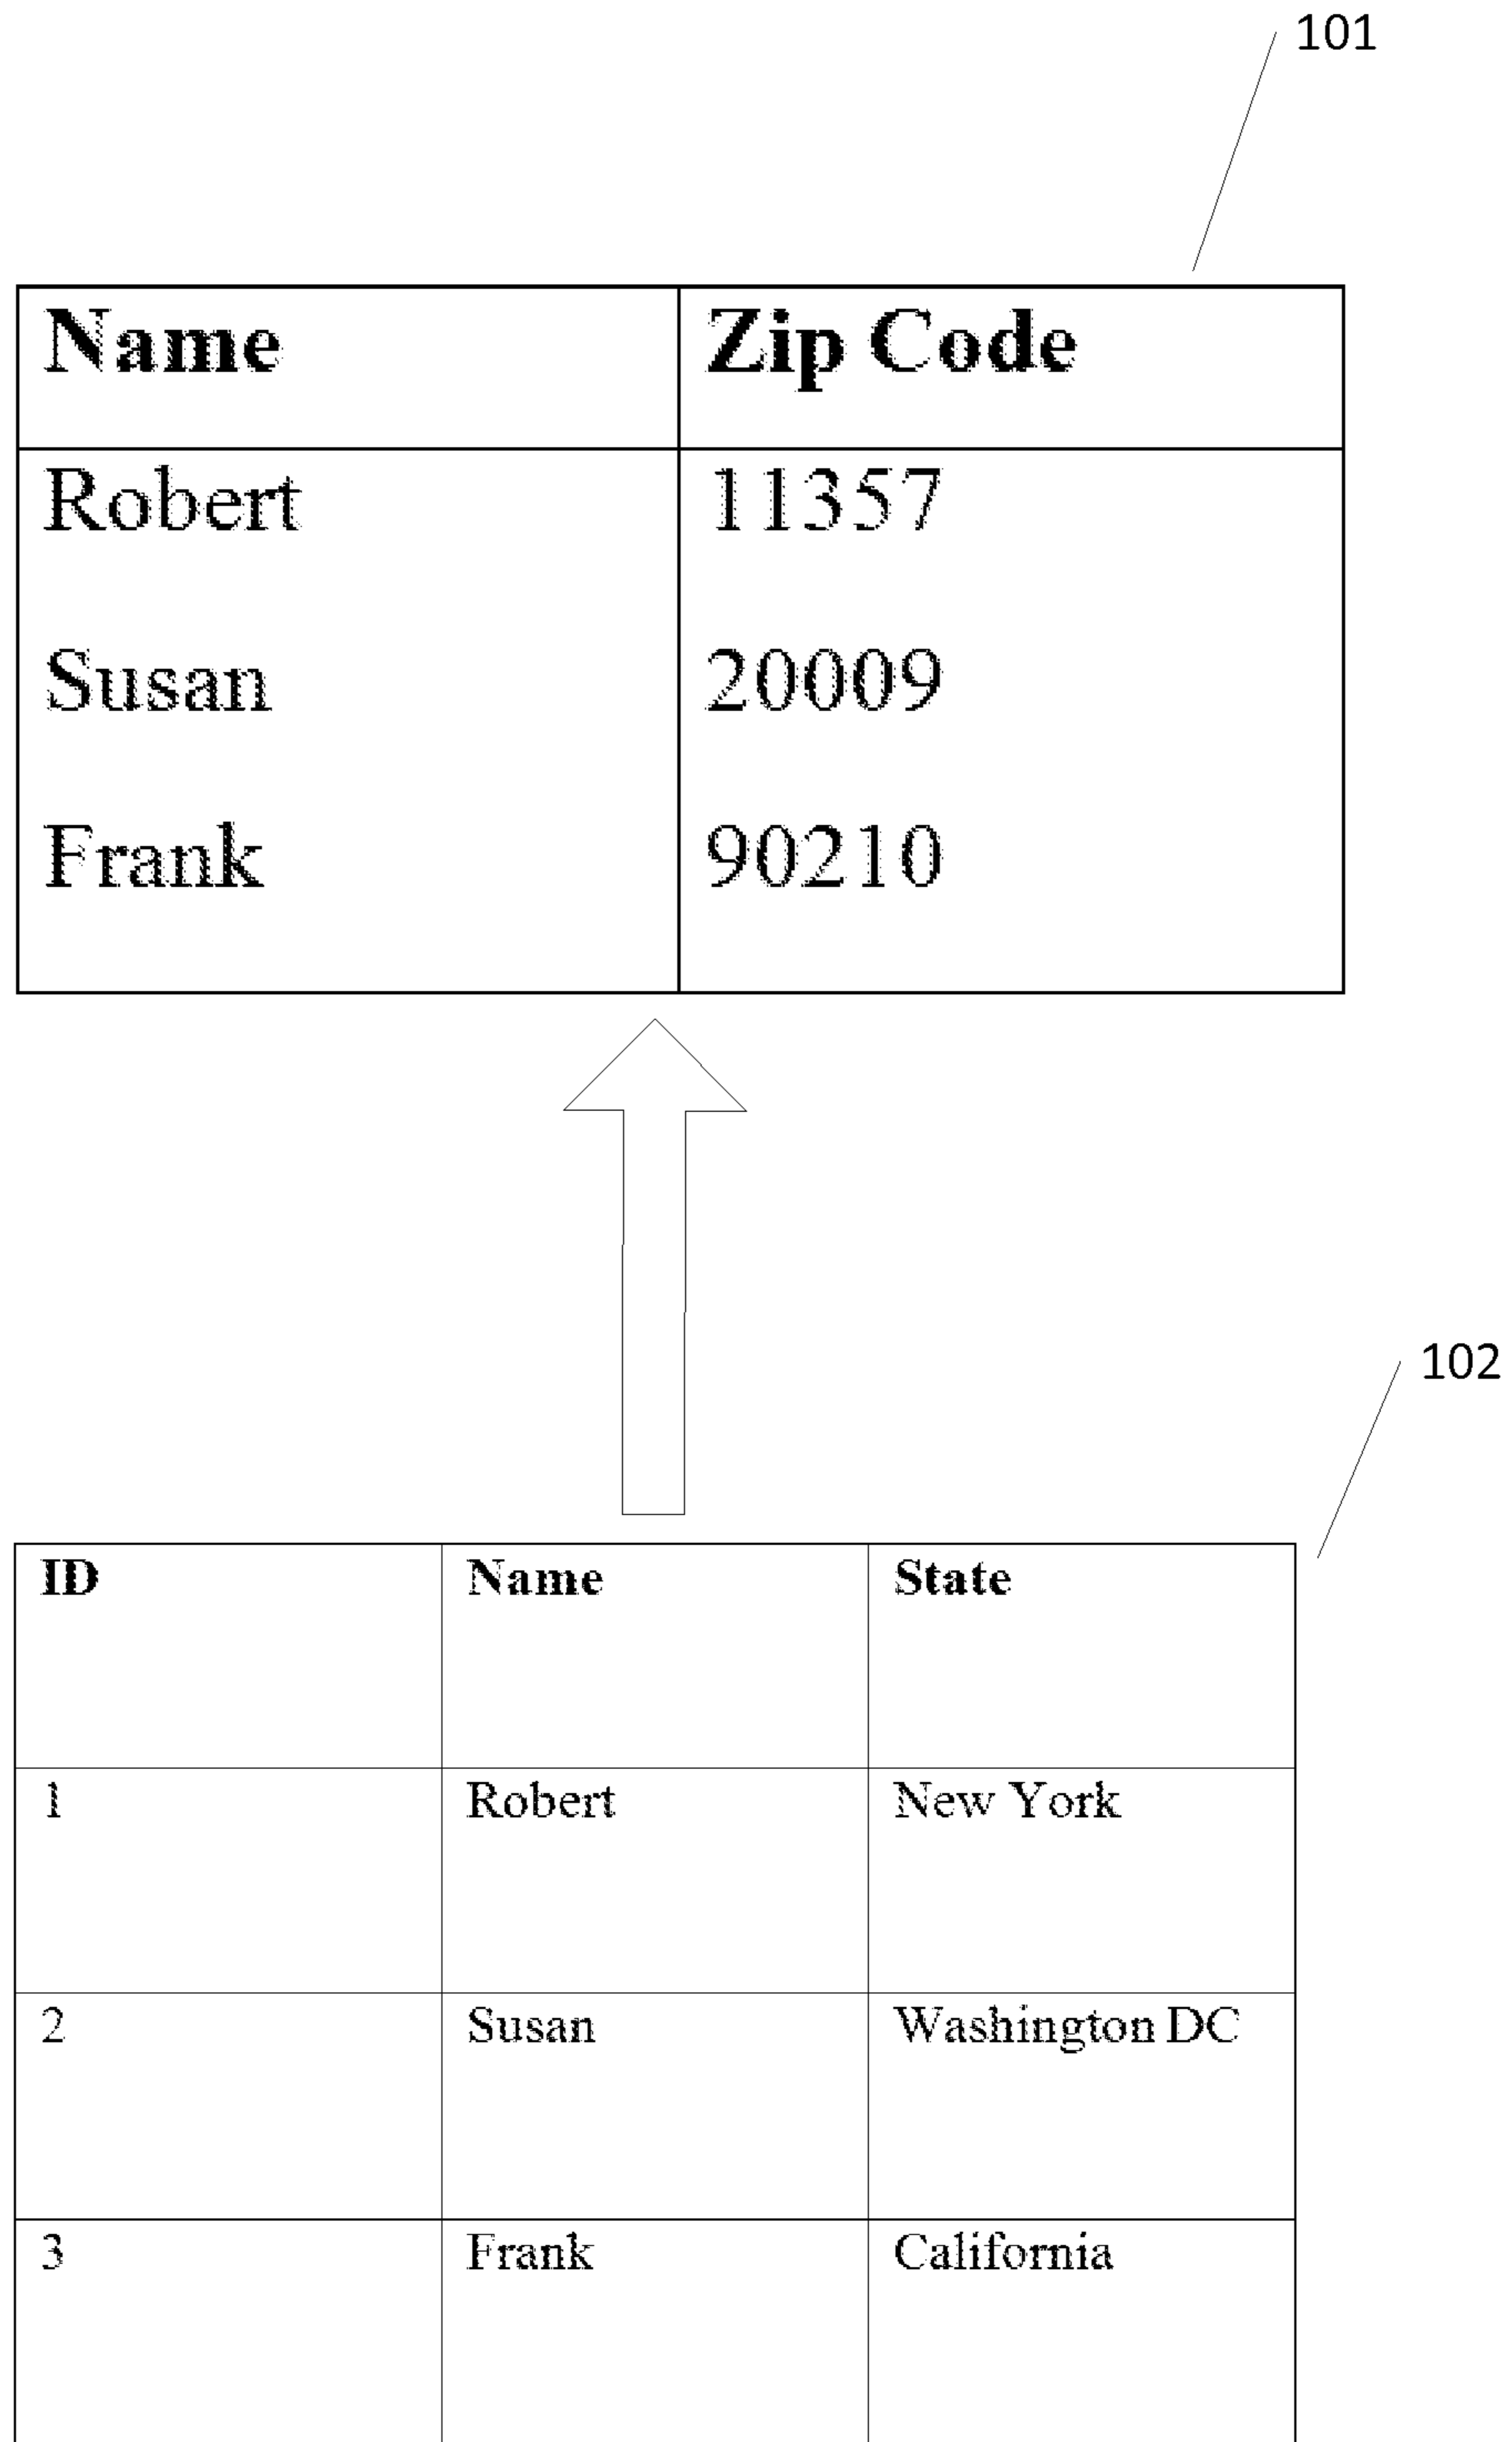 101
Name Zip Code
Robert 11357
Susan 20009
Frank 90210
102
ID Name State
1 Robert New York
2 Susan Washington DC
3 Frank California